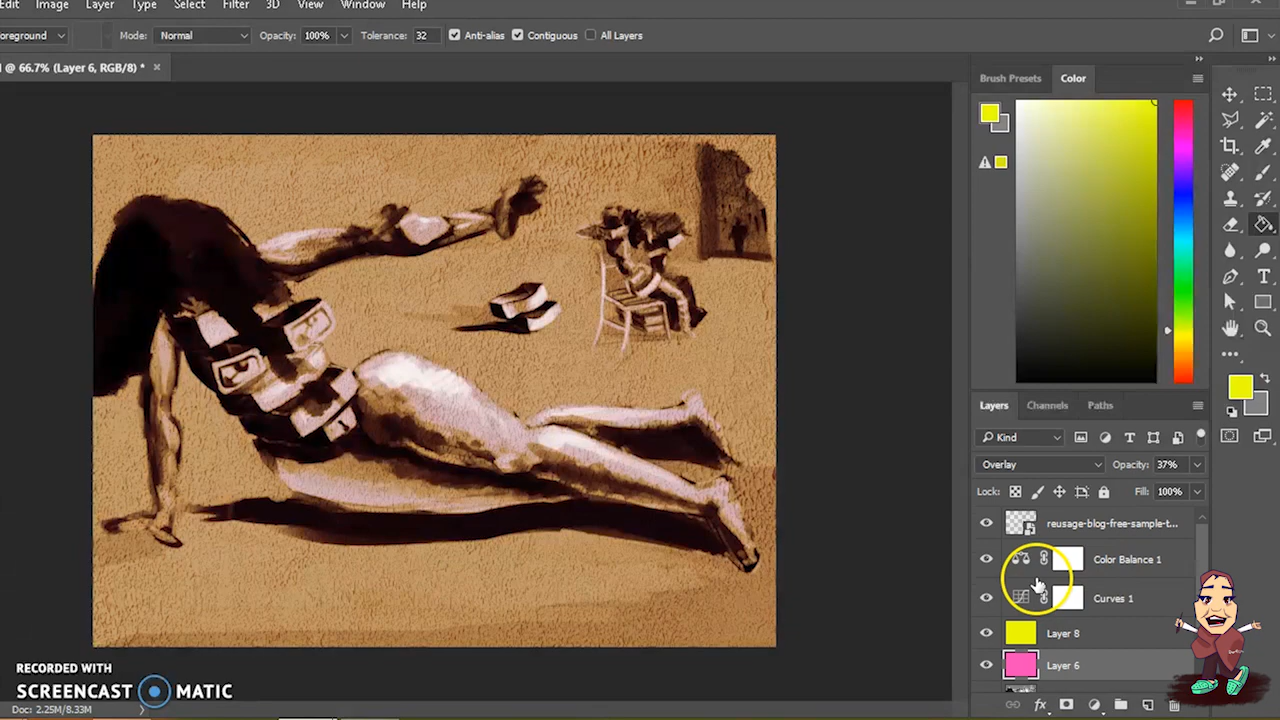 Edit Image Layer Type Select Filter 3D View Window Help
oreground Mode: Normal Opacity: 100% Tolerance: 32 Anti-alias Contiguous All Layers
@ 66.7% (Layer 6, RGB/8) * ×
Brush Presets Color
Layers Channels Paths
Kind
Overlay Opacity: 37%
Lock: Fill: 100%
reusage-blog-free-sample-t...
Color Balance 1
Curves 1
Layer 8
Layer 6
RECORDED WITH
SCREENCAST MATIC
Doc: 2.25M/8.33M